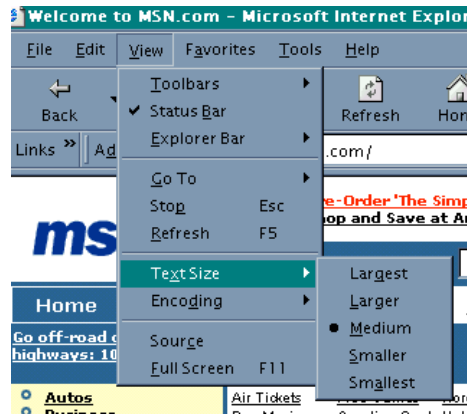 Welcome to MSN.com - Microsoft Internet Explor
File Edit View Favorites Tools Help
Back Refresh Hom
Links » Ad .com/
Toolbars
Status Bar
Explorer Bar
Go To
Stop Esc
Refresh F5
Text Size
Encoding
Source
Full Screen F11
Largest
Larger
Medium
Smaller
Smallest
e-Order 'The Simp
op and Save at A
ms
Home
Go off-road
highways: 10
Autos
Business
Air Tickets